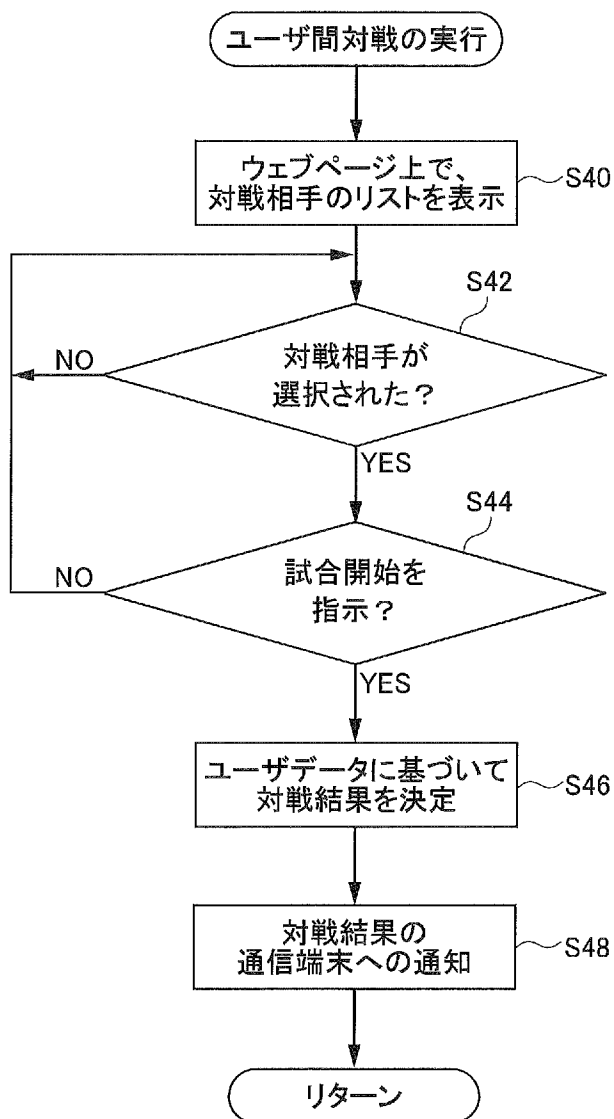 ユーザ間対戦の実行
ウェブページ上で、
対戦相手のリストを表示
S40
S42
対戦相手が
選択された？
NO
YES
S44
試合開始を
指示？
NO
YES
ユーザデータに基づいて
対戦結果を決定
S46
対戦結果の
通信端末への通知
S48
リターン